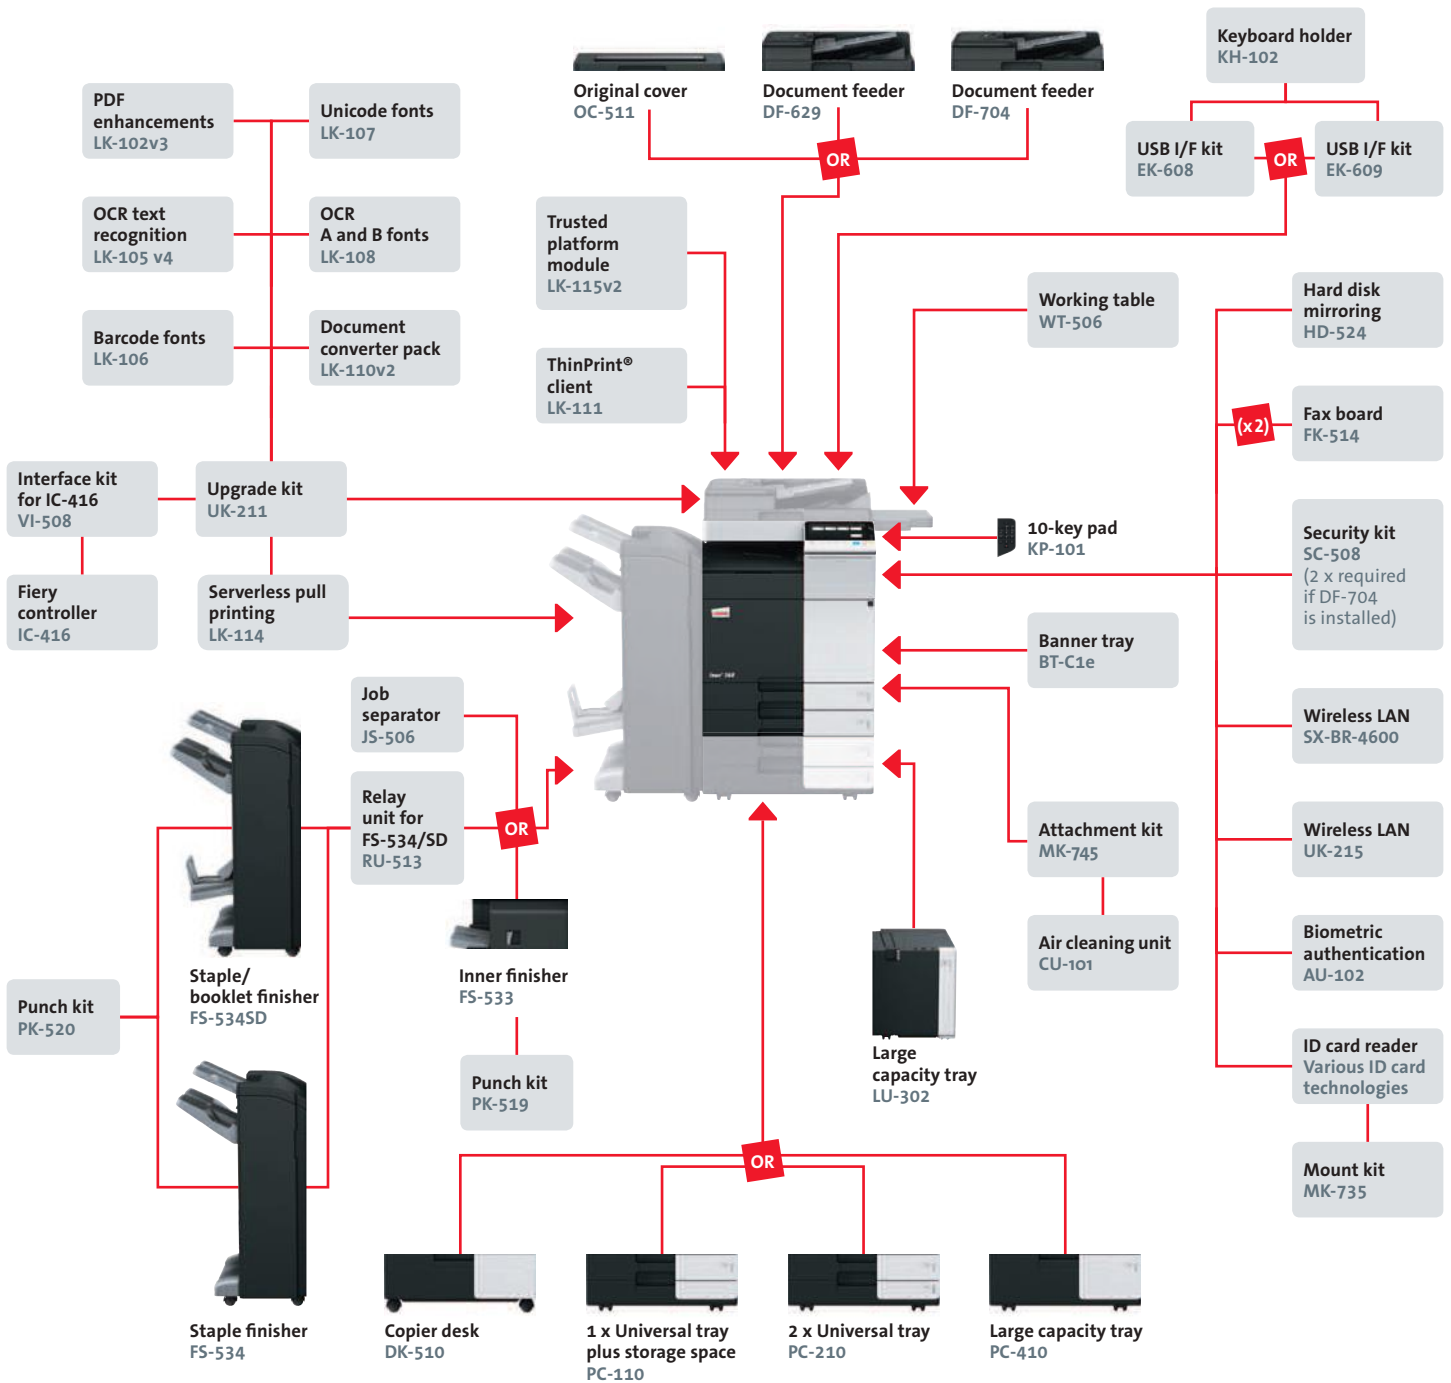 Keyboard holder
KH-102
Original cover
OC-511
Document feeder
DF-629
Document feeder
DF-704
PDF
enhancements
LK-102v3
Unicode fonts
LK-107
OR
USB I/F kit
EK-608
OR
USB I/F kit
EK-609
OCR text
recognition
LK-105 v4
OCR
A and B fonts
LK-108
Trusted
platform
module
LK-115v2
Working table
WT-506
Hard disk
mirroring
HD-524
Barcode fonts
LK-106
Document
converter pack
LK-110v2
ThinPrint®
client
LK-111
(x2)
Fax board
FK-514
Interface kit
for IC-416
VI-508
Upgrade kit
UK-211
10-key pad
KP-101
Security kit
SC-508
(2 x required
if DF-704
is installed)
Fiery
controller
IC-416
Serverless pull
printing
LK-114
Banner tray
BT-C1e
Job
separator
JS-506
Wireless LAN
SX-BR-4600
Relay
unit for
FS-534/SD
RU-513
OR
Attachment kit
MK-745
Wireless LAN
UK-215
Air cleaning unit
CU-101
Biometric
authentication
AU-102
Staple/
booklet finisher
FS-534SD
Inner finisher
FS-533
Punch kit
PK-520
Large
capacity tray
LU-302
ID card reader
Various ID card
technologies
Punch kit
PK-519
OR
Mount kit
MK-735
Staple finisher
FS-534
Copier desk
DK-510
1 x Universal tray
plus storage space
PC-110
2 x Universal tray
PC-210
Large capacity tray
PC-410